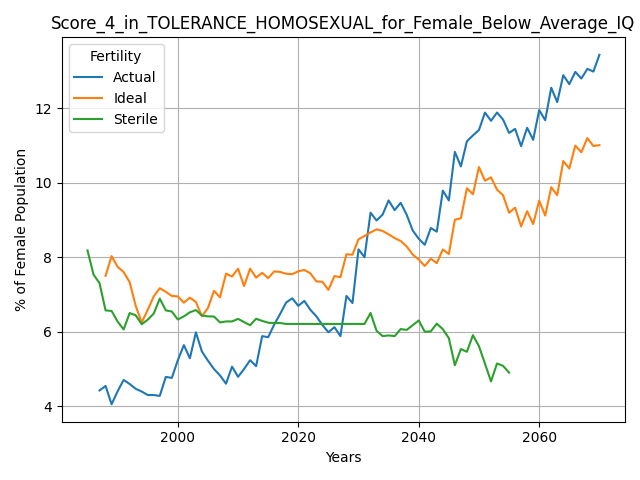 Score_4_in_TOLERANCE_HOMOSEXUAL_for_Female_Below_Average_IQ
Fertility
Actual
Ideal
Sterile
% of Female Population
12
10
8
6
4
2000
2020
2040
2060
Years